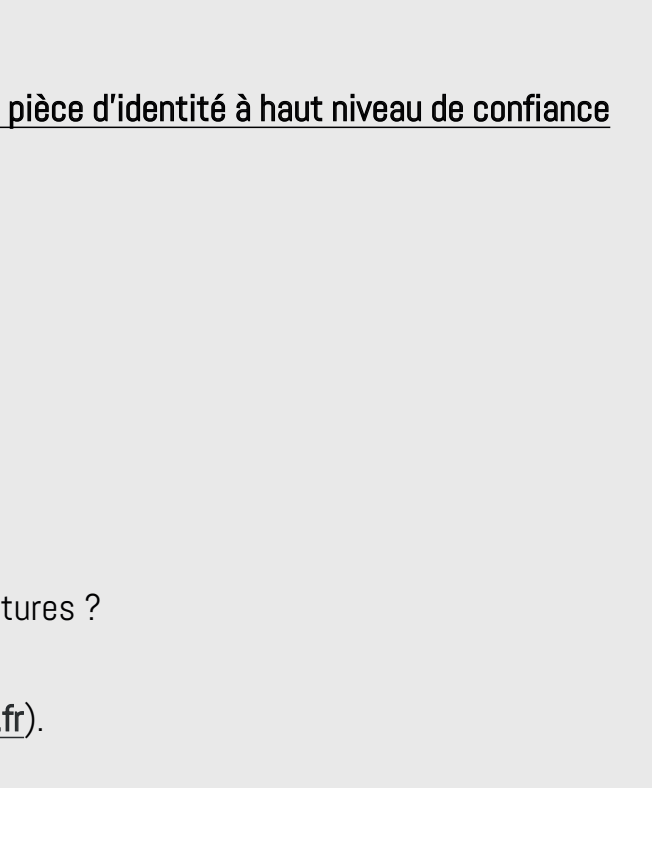 pièce d'identité à haut niveau de confiance
tures ?
.fr).